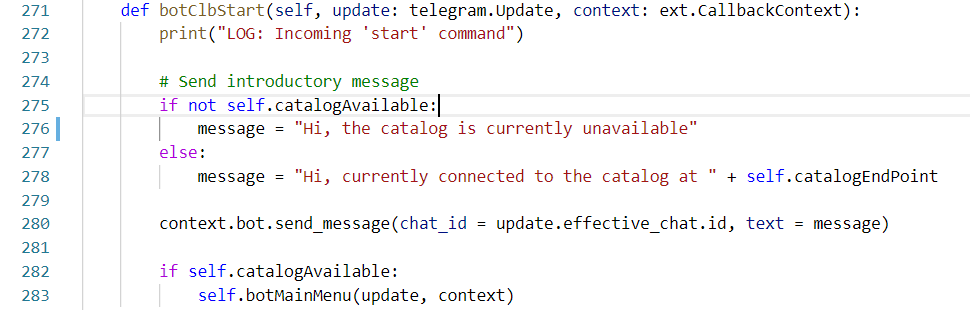 271 def botClbStart(self, update: telegram.Update, context: ext.CallbackContext):
272 print("LOG: Incoming 'start' command")
273
274 # Send introductory message
275 if not self.catalogAvailable:
276 message = "Hi, the catalog is currently unavailable"
277 else:
278 message = "Hi, currently connected to the catalog at " + self.catalogEndPoint
279
280 context.bot.send_message(chat_id = update.effective_chat.id, text = message)
281
282 if self.catalogAvailable:
283 self.botMainMenu(update, context)